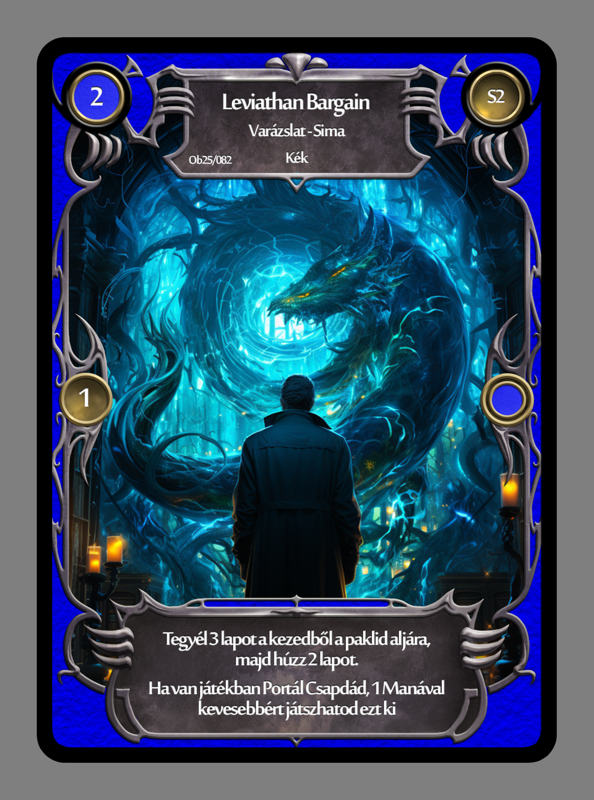 2
Leviathan Bargain
S2
Varázslat - Sima
Ob25/082
Kék
1
Tegyél 3 lapot a kezedből a paklid aljára,
majd húzz 2 lapot.
Ha van játékban Portál Csapdád, 1 Manával
kevesebbért játszhatod ezt ki